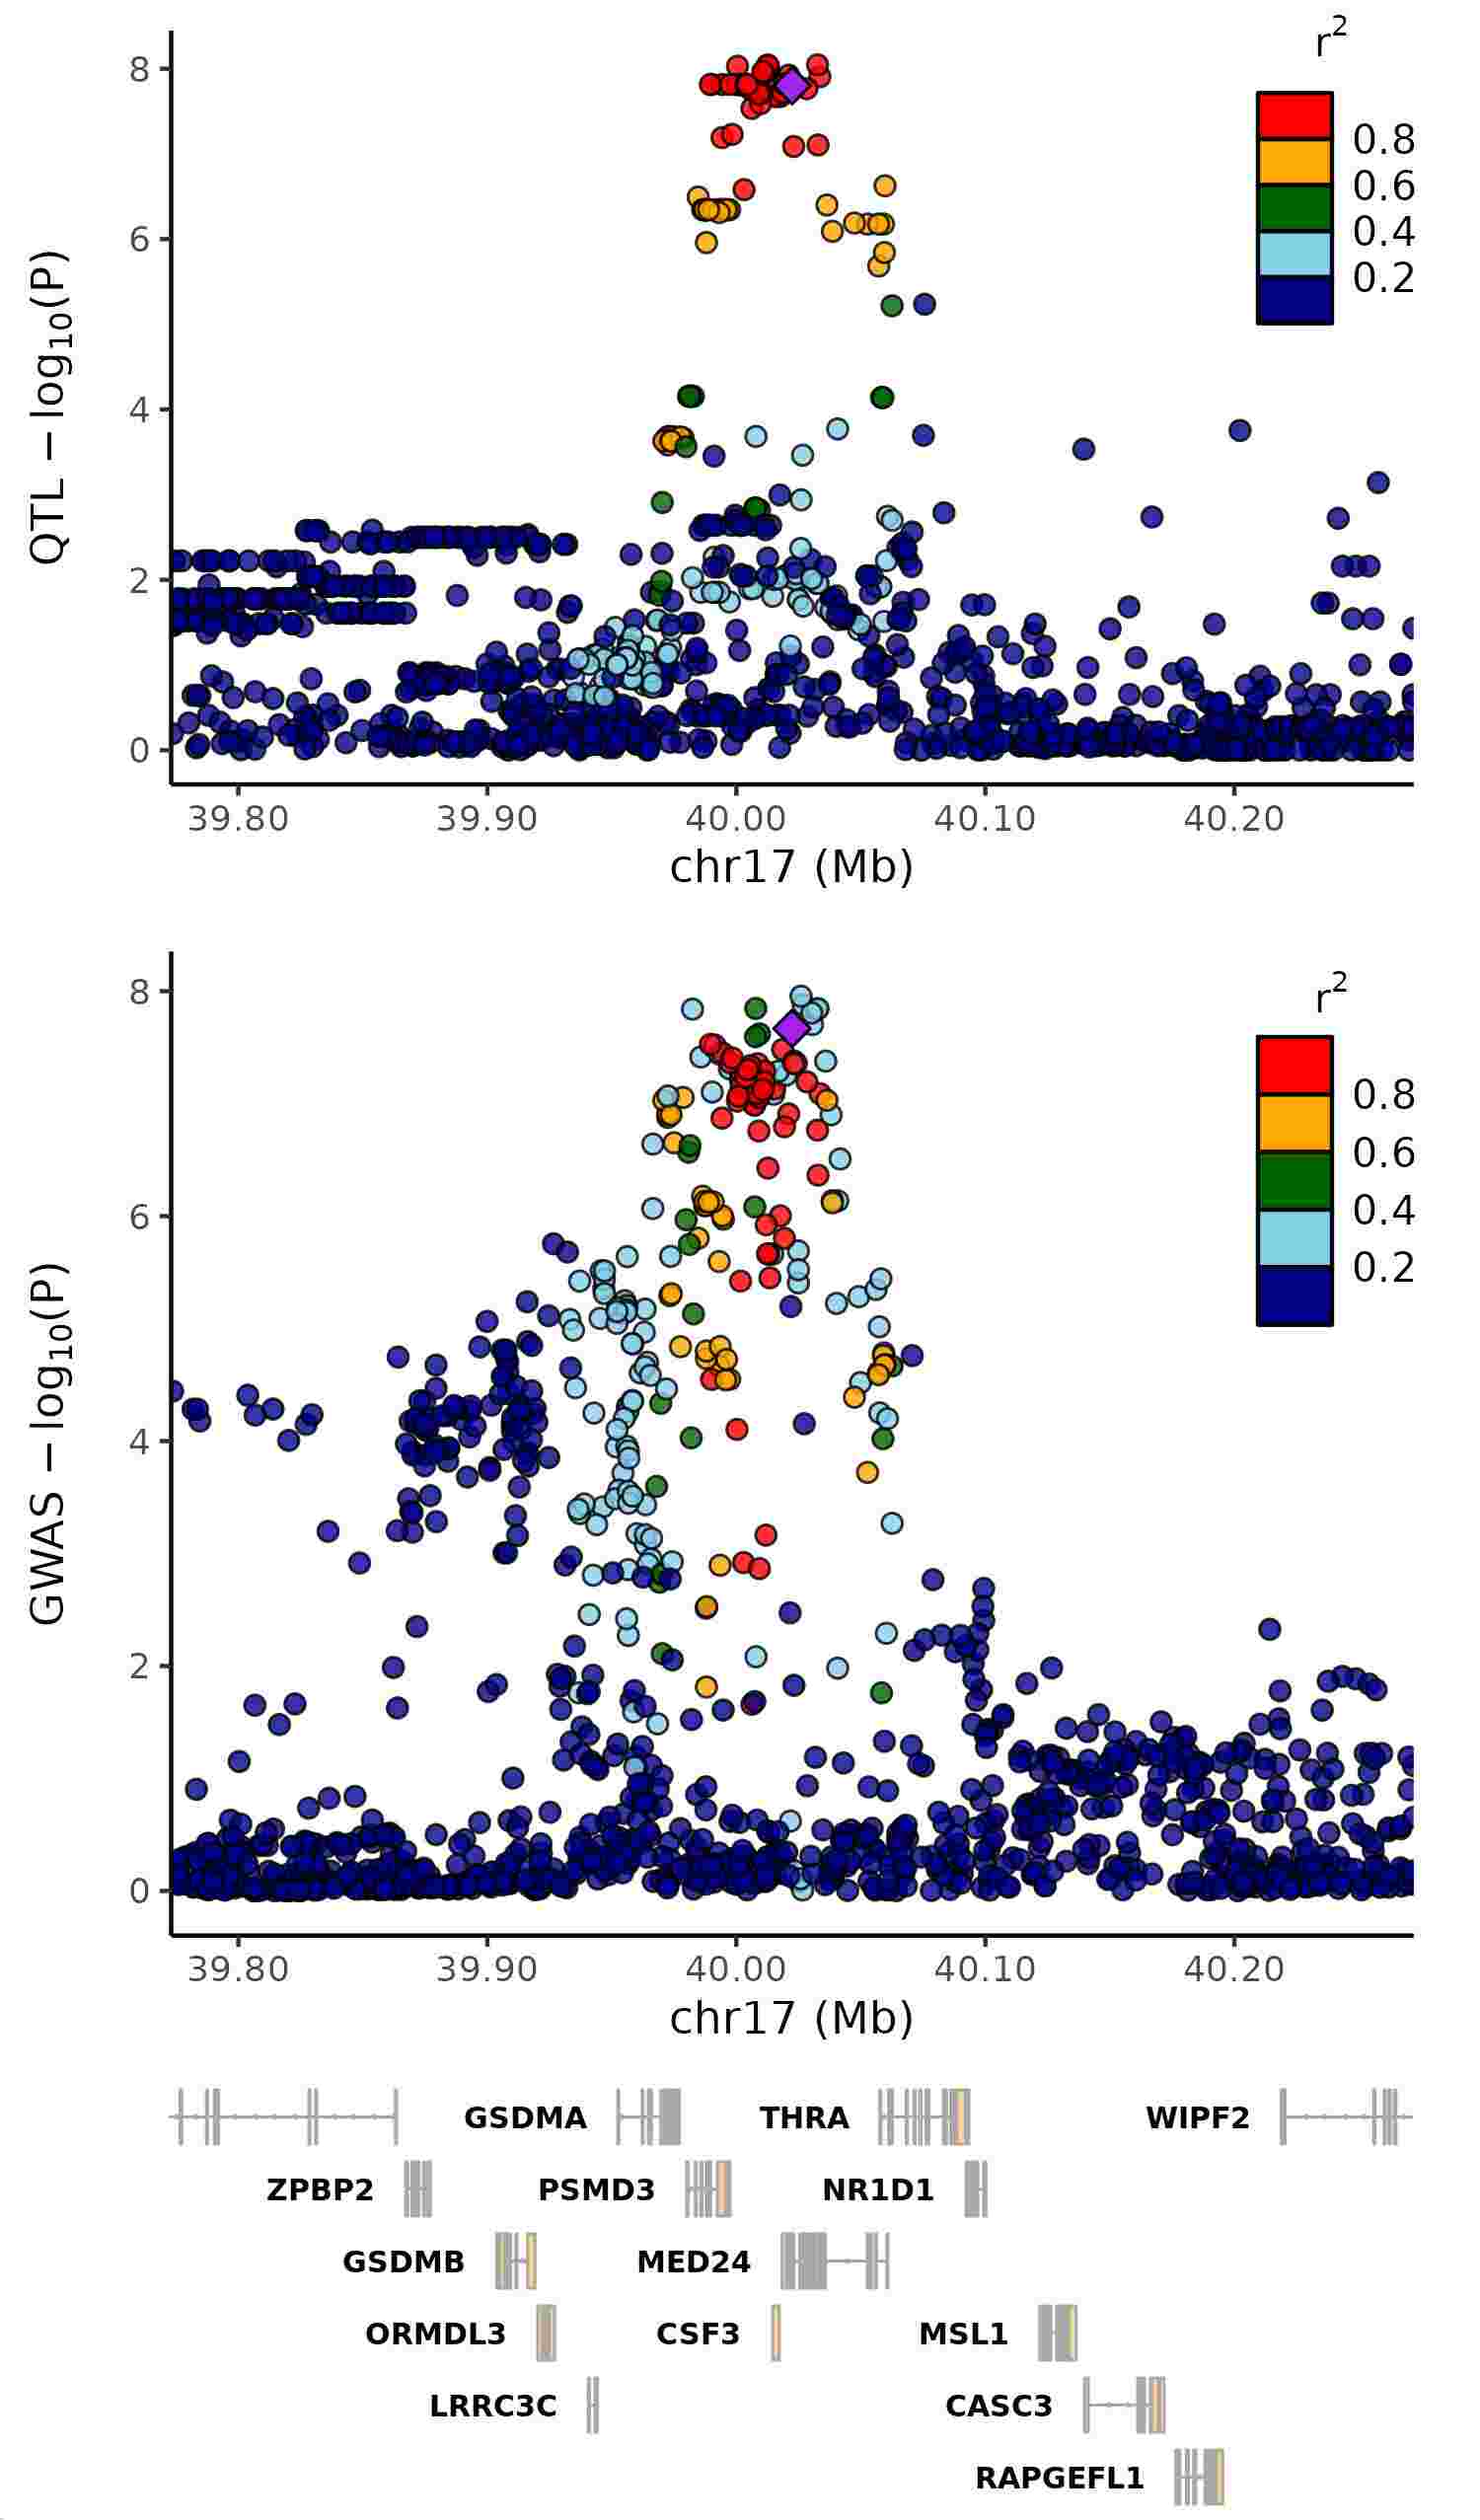 r2
8
6
4
2
0
0.8
0.6
0.4
0.2
QTL −log10(P)
39.80 39.90 40.00 40.10 40.20
chr17 (Mb)
r2
8
6
4
2
0
0.8
0.6
0.4
0.2
GWAS −log10(P)
39.80 39.90 40.00 40.10 40.20
chr17 (Mb)
GSDMA THRA WIPF2
ZPBP2 PSMD3 NR1D1
GSDMB MED24
ORMDL3 CSF3 MSL1
LRRC3C CASC3
RAPGEFL1